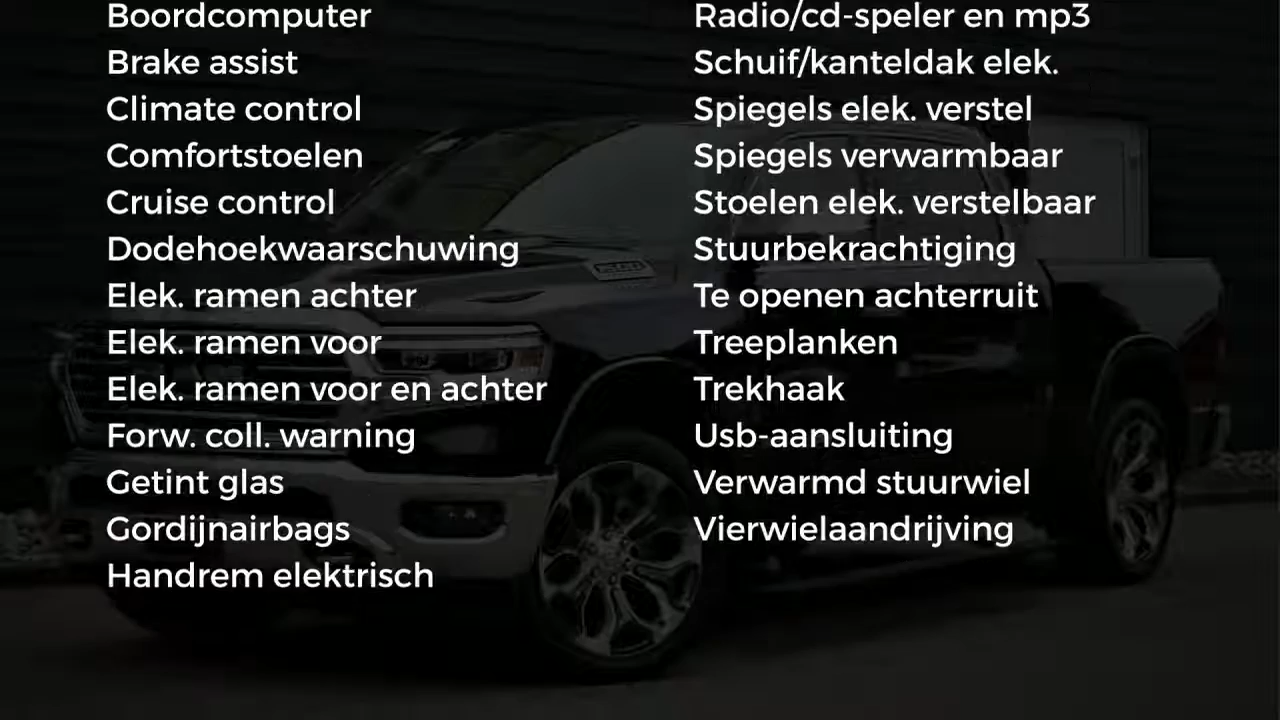 Boordcomputer
Brake assist
Climate control
Comfortstoelen
Cruise control
Dodehoekwaarschuwing
Elek. ramen achter
Elek. ramen voor
Elek. ramen voor en achter
Forw. coll. warning
Getint glas
Gordijnairbags
Handrem elektrisch
Radio/cd-speler en mp3
Schuif/kanteldak elek.
Spiegels elek. verstel
Spiegels verwarmbaar
Stoelen elek. verstelbaar
Stuurbekrachtiging
Te openen achterruit
Treeplanken
Trekhaak
Usb-aansluiting
Verwarmd stuurwiel
Vierwielaandrijving